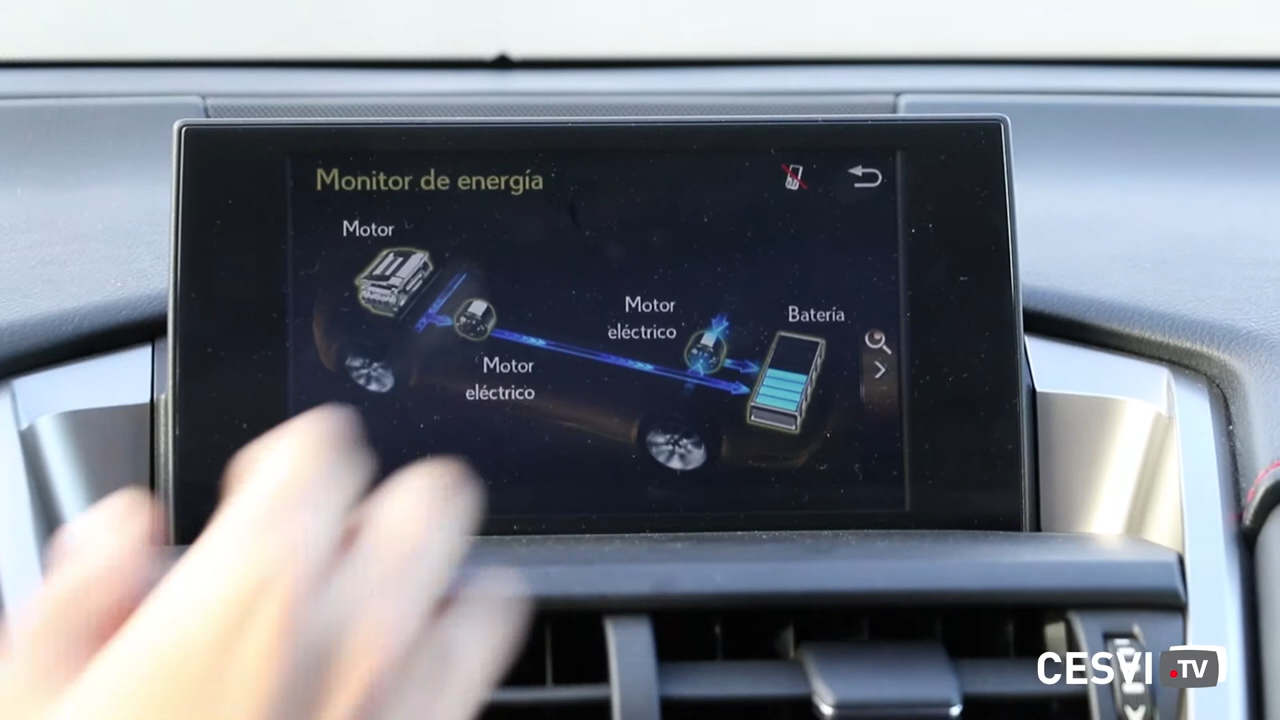 Monitor de energía
Motor
Motor
eléctrico
Batería
Motor
eléctrico
CESVI.TV